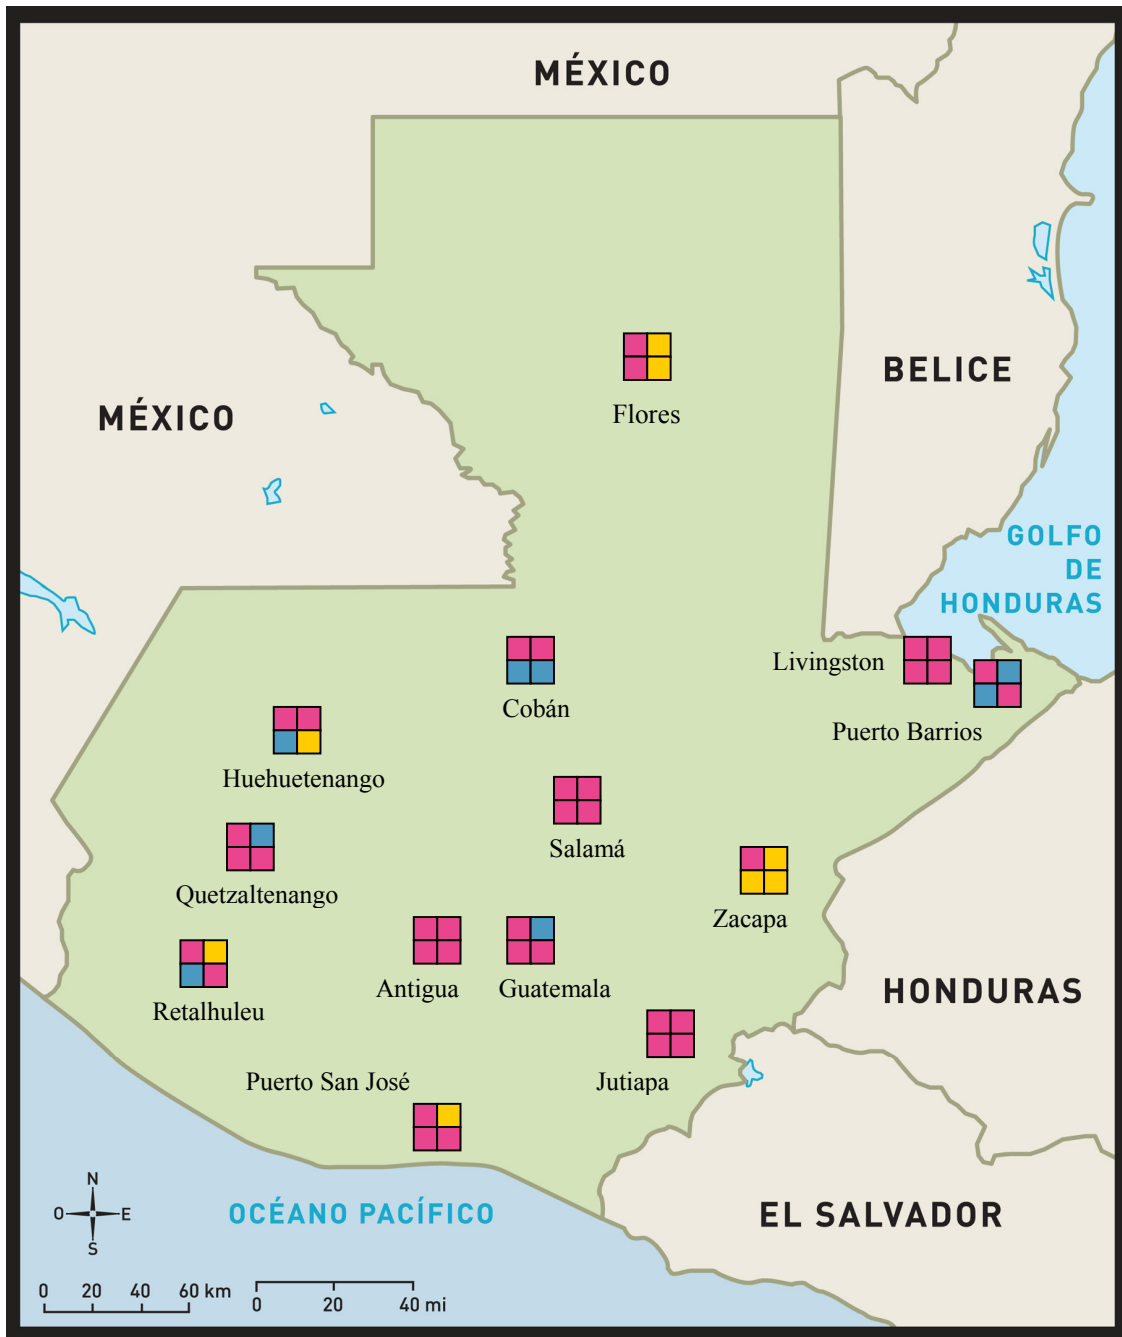 MÉXICO
Flores
BELICE
MÉXICO
GOLFO
DE
HONDURAS
Livingston
Cobán
Puerto Barrios
Huehuetenango
Salamá
Quetzaltenango
Zacapa
Antigua
Guatemala
HONDURAS
Retalhuleu
Puerto San José
Jutiapa
N
O E
S
OCÉANO PACÍFICO
EL SALVADOR
0 20 40 60 km
0 20 40 mi